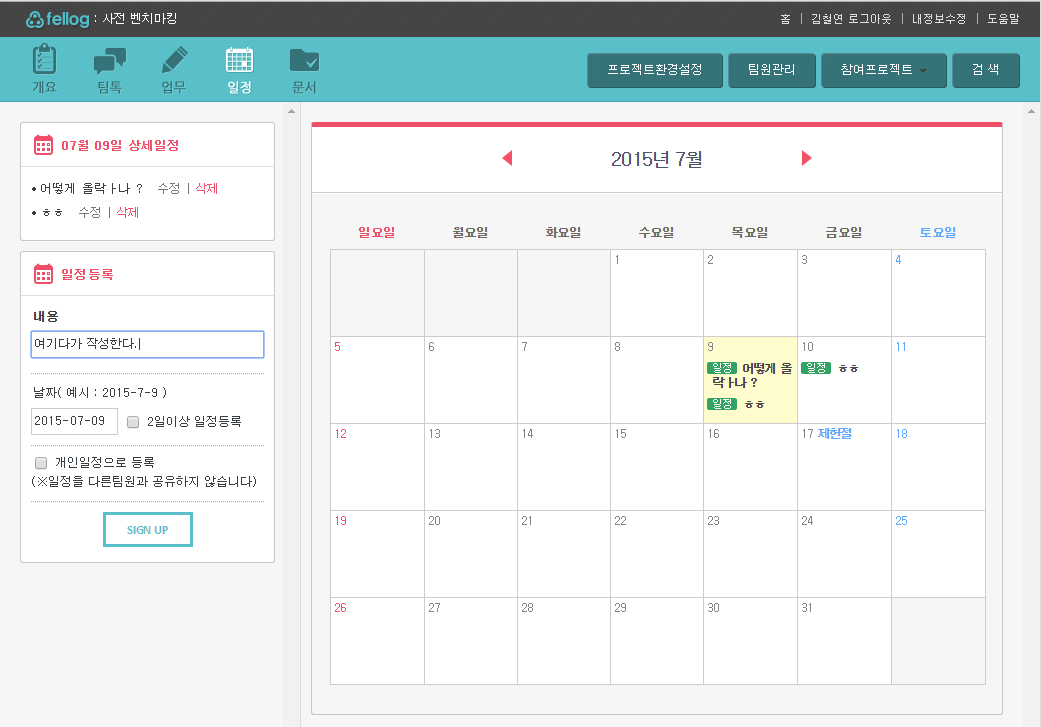 fellog : 사전 벤치마킹
홈 | 김철연 로그아웃 | 내정보수정 | 도움말
개요 팀톡 업무 일정 문서
프로젝트환경설정 팀원관리 참여프로젝트 검 색
07월 09일 상세일정
• 어떻게 올락ㅏ나 ? 수정 | 삭제
• ㅎㅎ 수정 | 삭제
일정등록
내용
여기다가 작성한다.
날짜( 예시 : 2015-7-9 )
2015-07-09 2일이상 일정등록
개인일정으로 등록
(※일정을 다른팀원과 공유하지 않습니다)
SIGN UP
2015년 7월
일요일 월요일 화요일 수요일 목요일 금요일 토요일
1 2 3 4
5 6 7 8 9 10 11
일정 어떻게 올 일정 ㅎㅎ
락ㅏ나 ?
일정 ㅎㅎ
12 13 14 15 16 17 제헌절 18
19 20 21 22 23 24 25
26 27 28 29 30 31